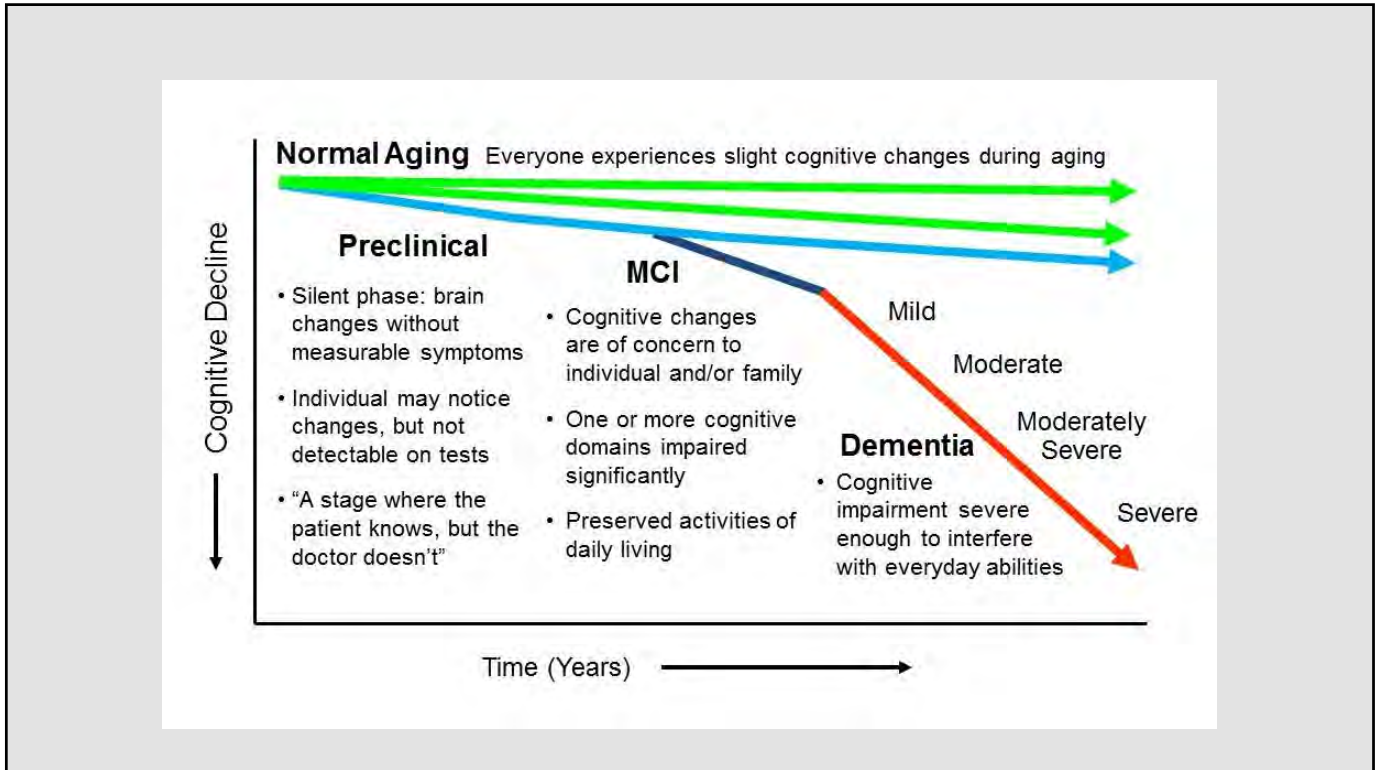 Normal Aging Everyone experiences slight cognitive changes during aging
Cognitive Decline
Preclinical
• Silent phase: brain
changes without
measurable symptoms
• Individual may notice
changes, but not
detectable on tests
• “A stage where the
patient knows, but the
doctor doesn’t”
MCI
• Cognitive changes
are of concern to
individual and/or family
• One or more cognitive
domains impaired
significantly
• Preserved activities of
daily living
Mild
Moderate
Moderately
Severe
Severe
Dementia
• Cognitive
impairment severe
enough to interfere
with everyday abilities
Time (Years)